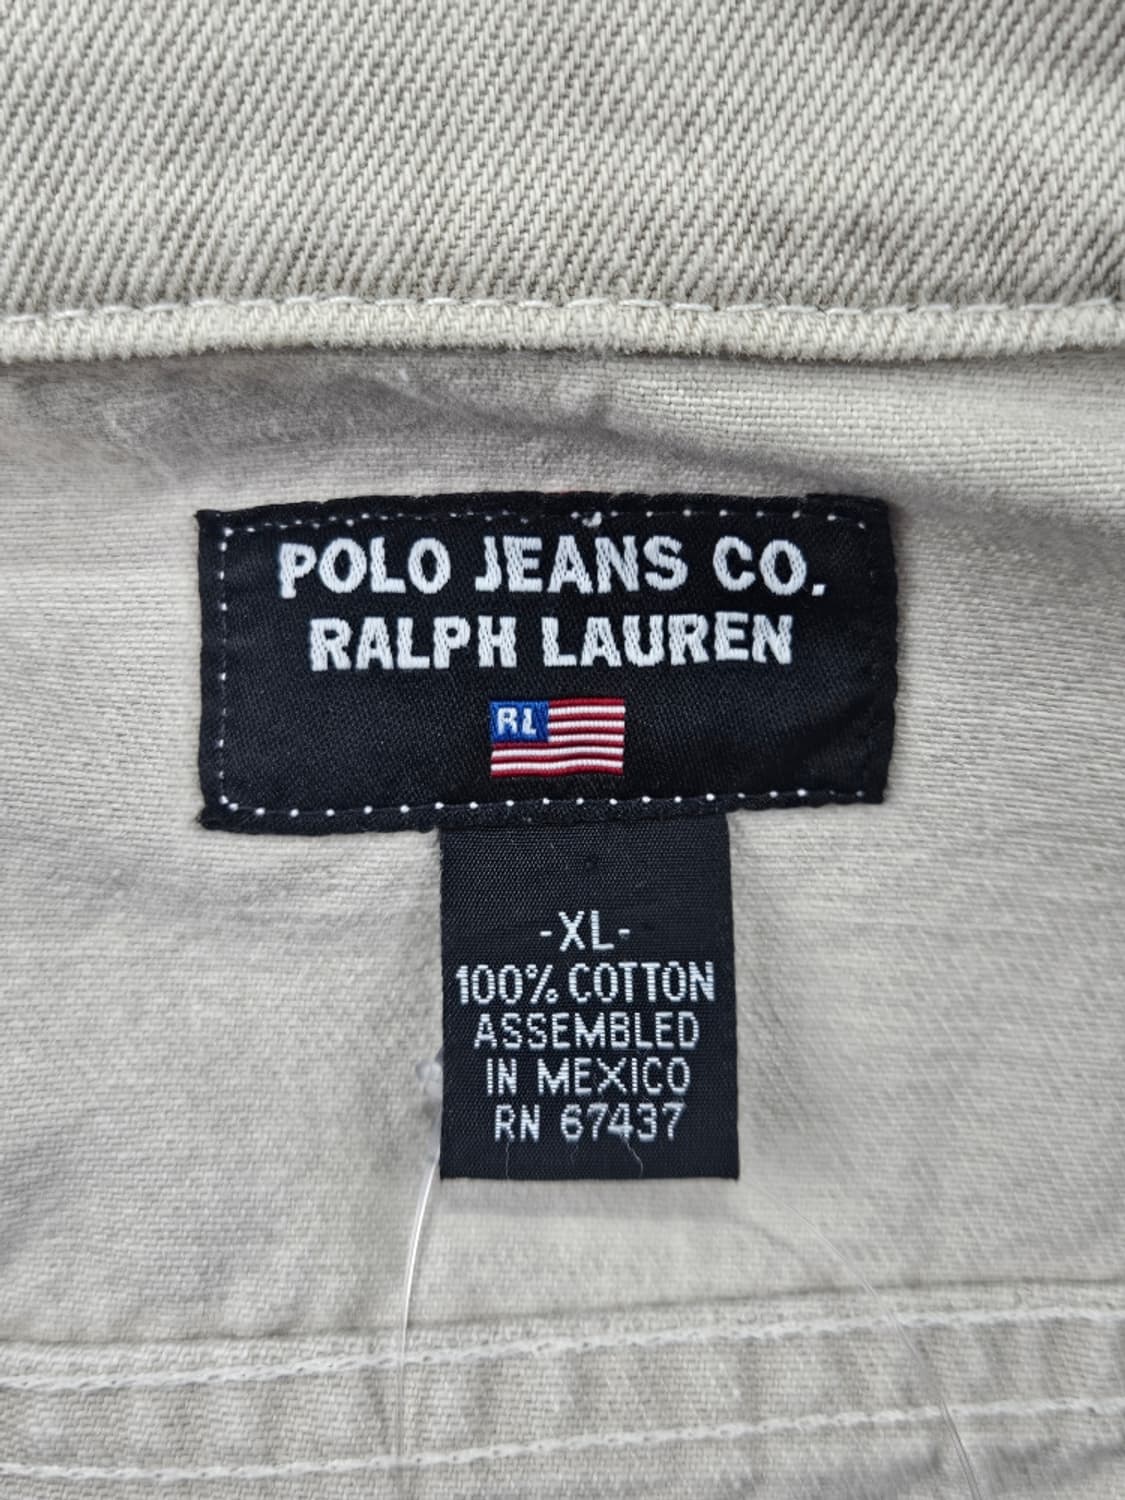 POLO JEANS CO.
RALPH LAUREN
RL
-XL-
100% COTTON
ASSEMBLED
IN MEXICO
RN 67437